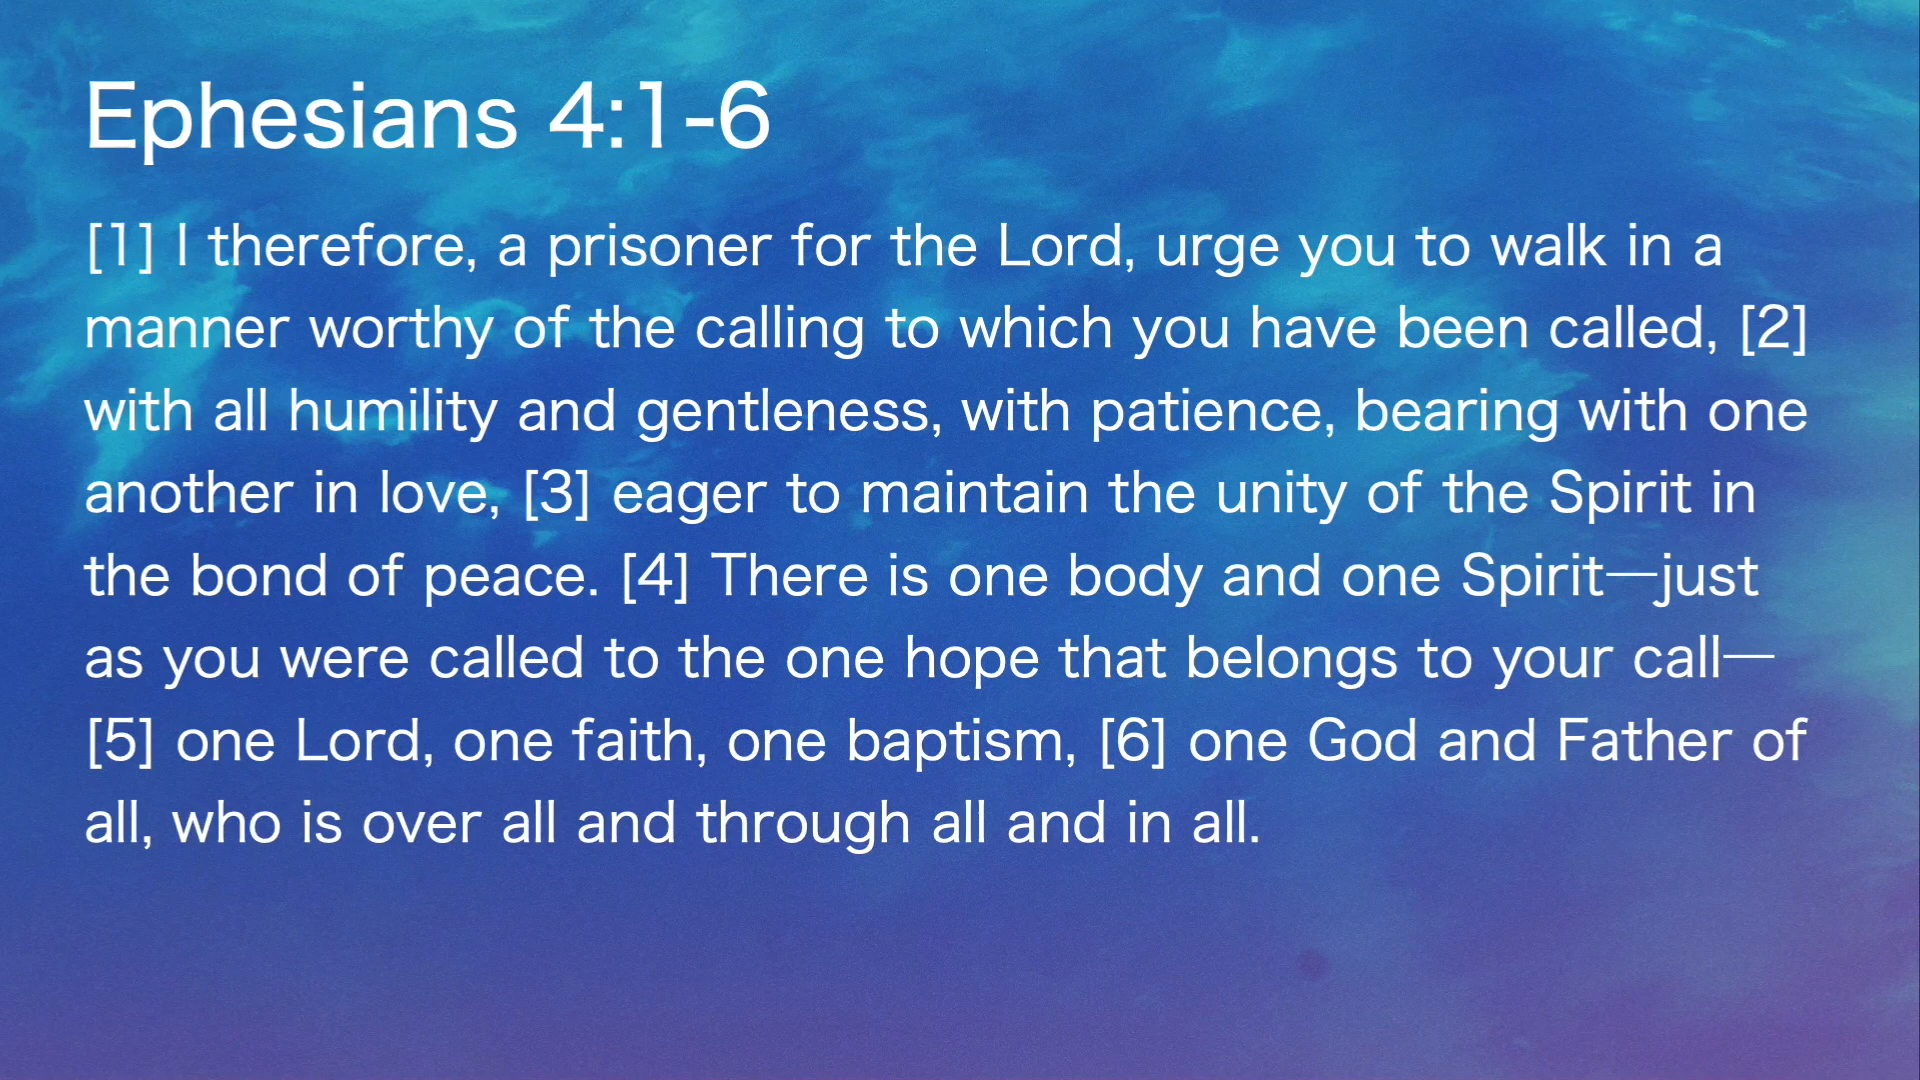 Ephesians 4:1-6
[1] I therefore, a prisoner for the Lord, urge you to walk in a
manner worthy of the calling to which you have been called, [2]
with all humility and gentleness, with patience, bearing with one
another in love, [3] eager to maintain the unity of the Spirit in
the bond of peace. [4] There is one body and one Spirit—just
as you were called to the one hope that belongs to your call—
[5] one Lord, one faith, one baptism, [6] one God and Father of
all, who is over all and through all and in all.